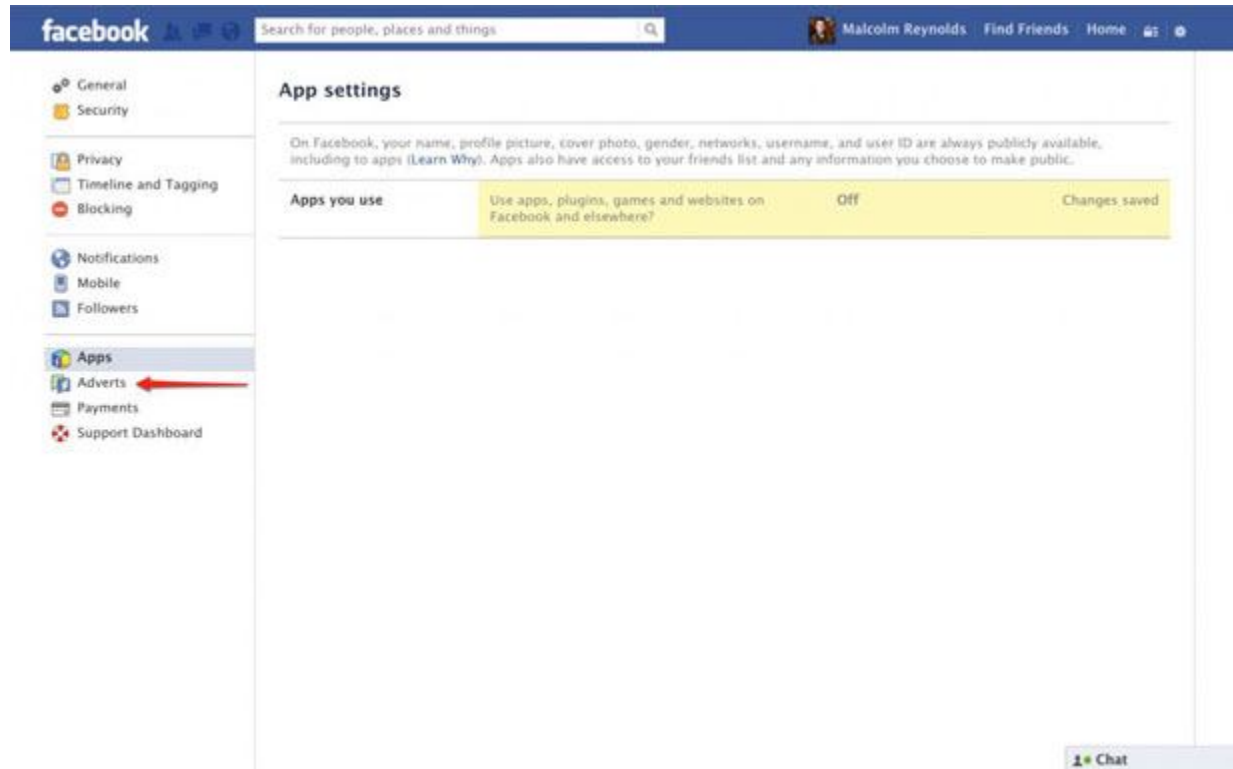 facebook
Search for people, places and things
Malcolm Reynolds Find Friends Home
General
Security
Privacy
Timeline and Tagging
Blocking
Notifications
Mobile
Followers
Apps
Adverts
Payments
Support Dashboard
App settings
On Facebook, your name, profile picture, cover photo, gender, networks, username, and user ID are always publicly available,
including to apps (Learn Why). Apps also have access to your friends list and any information you choose to make public.
Apps you use
Use apps, plugins, games and websites on
Facebook and elsewhere?
Off
Changes saved
Chat